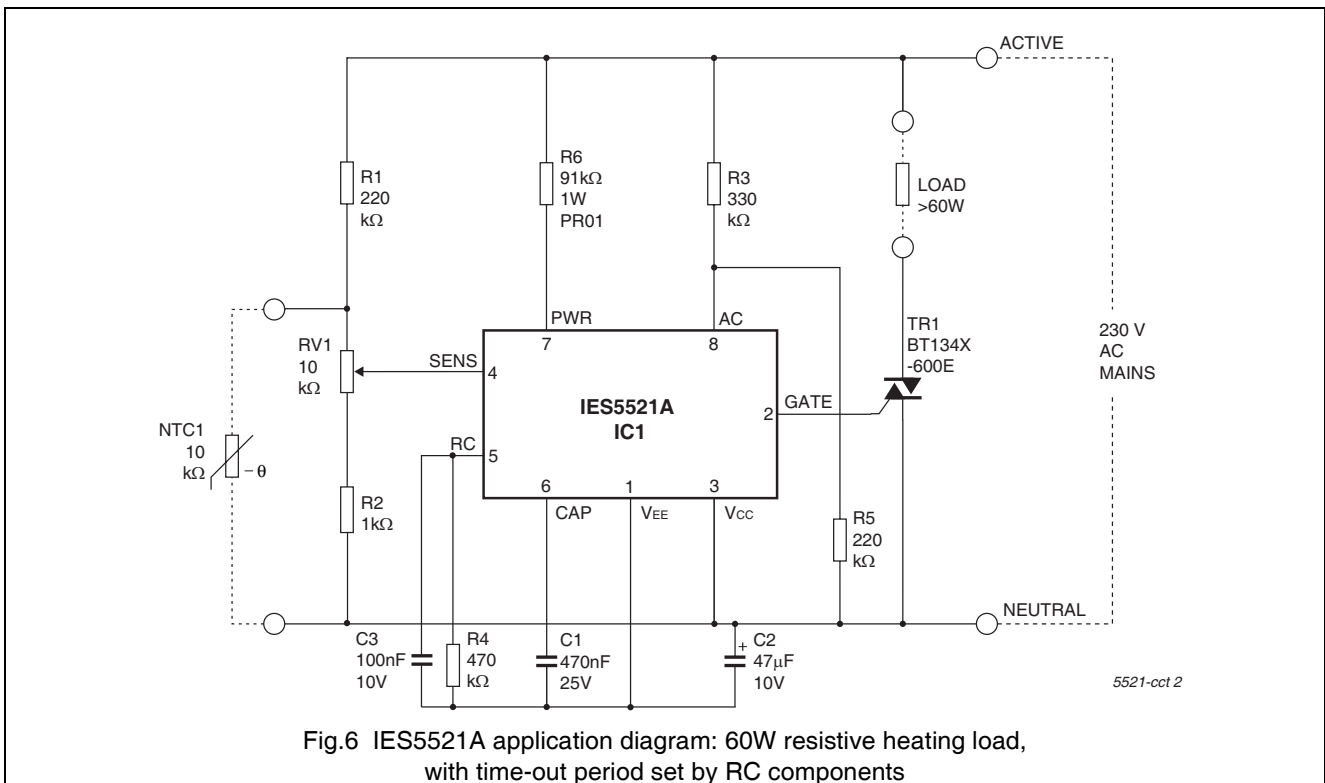 ACTIVE
R1
220
kΩ
R6
91kΩ
1W
PR01
R3
330
kΩ
LOAD
>60W
PWR
AC
7
8
TR1
BT134X
-600E
230 V
AC
MAINS
RV1
10
kΩ
SENS
4
IES5521A
IC1
2
GATE
NTC1
10
kΩ
– θ
RC
5
6
1
3
CAP
VEE
VCC
R2
1kΩ
R5
220
kΩ
NEUTRAL
C3
100nF
10V
R4
470
kΩ
C1
470nF
25V
+
C2
47µF
10V
5521-cct 2
Fig.6 IES5521A application diagram: 60W resistive heating load,
with time-out period set by RC components